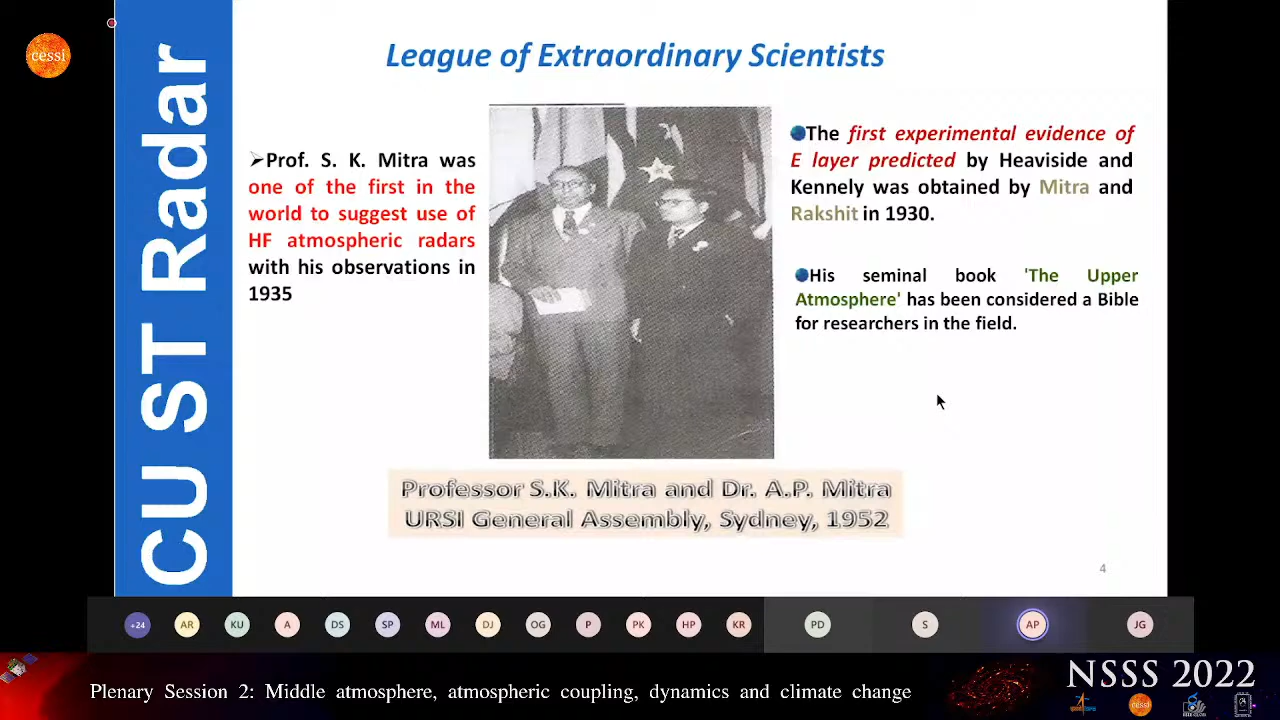 cessi
CU ST Radar
League of Extraordinary Scientists
➢Prof. S. K. Mitra was
one of the first in the
world to suggest use of
HF atmospheric radars
with his observations in
1935
The first experimental evidence of
E layer predicted by Heaviside and
Kennely was obtained by Mitra and
Rakshit in 1930.
His seminal book 'The Upper
Atmosphere' has been considered a Bible
for researchers in the field.
Professor S.K. Mitra and Dr. A.P. Mitra
URSI General Assembly, Sydney, 1952
4
+24 AR KU A DS SP ML DJ OG P PK HP KR PD S AP JG
Plenary Session 2: Middle atmosphere, atmospheric coupling, dynamics and climate change
NSSS 2022
cessi